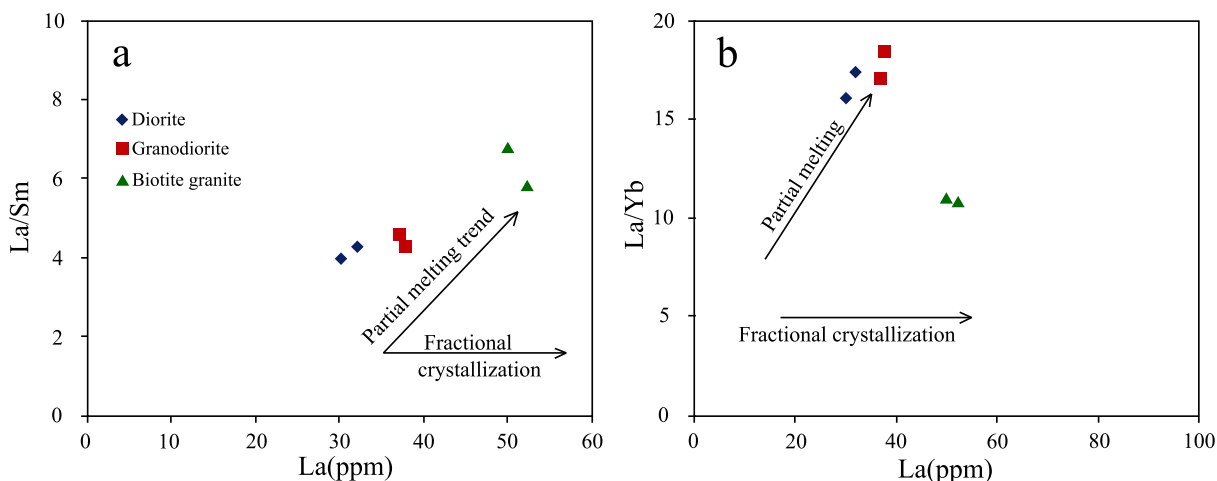 a
10
8
6
4
2
0
La/Sm
Diorite
Granodiorite
Biotite granite
Partial melting trend
Fractional
crystallization
0 10 20 30 40 50 60
La(ppm)
b
20
15
10
5
0
La/Yb
Partial melting
Fractional crystallization
0 20 40 60 80 100
La(ppm)